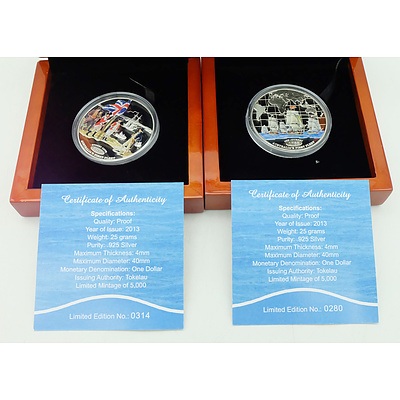 Certificate of Authenticity
Specifications:
Quality: Proof
Year of Issue: 2013
Weight: 25 grams
Purity: .925 Silver
Maximum Thickness: 4mm
Maximum Diameter: 40mm
Monetary Denomination: One Dollar
Issuing Authority: Tokelau
Limited Mintage of 5,000
Limited Edition No.: 0314
Certificate of Authenticity
Specifications:
Quality: Proof
Year of Issue: 2013
Weight: 25 grams
Purity: .925 Silver
Maximum Thickness: 4mm
Maximum Diameter: 40mm
Monetary Denomination: One Dollar
Issuing Authority: Tokelau
Limited Mintage of 5,000
Limited Edition No.: 0280